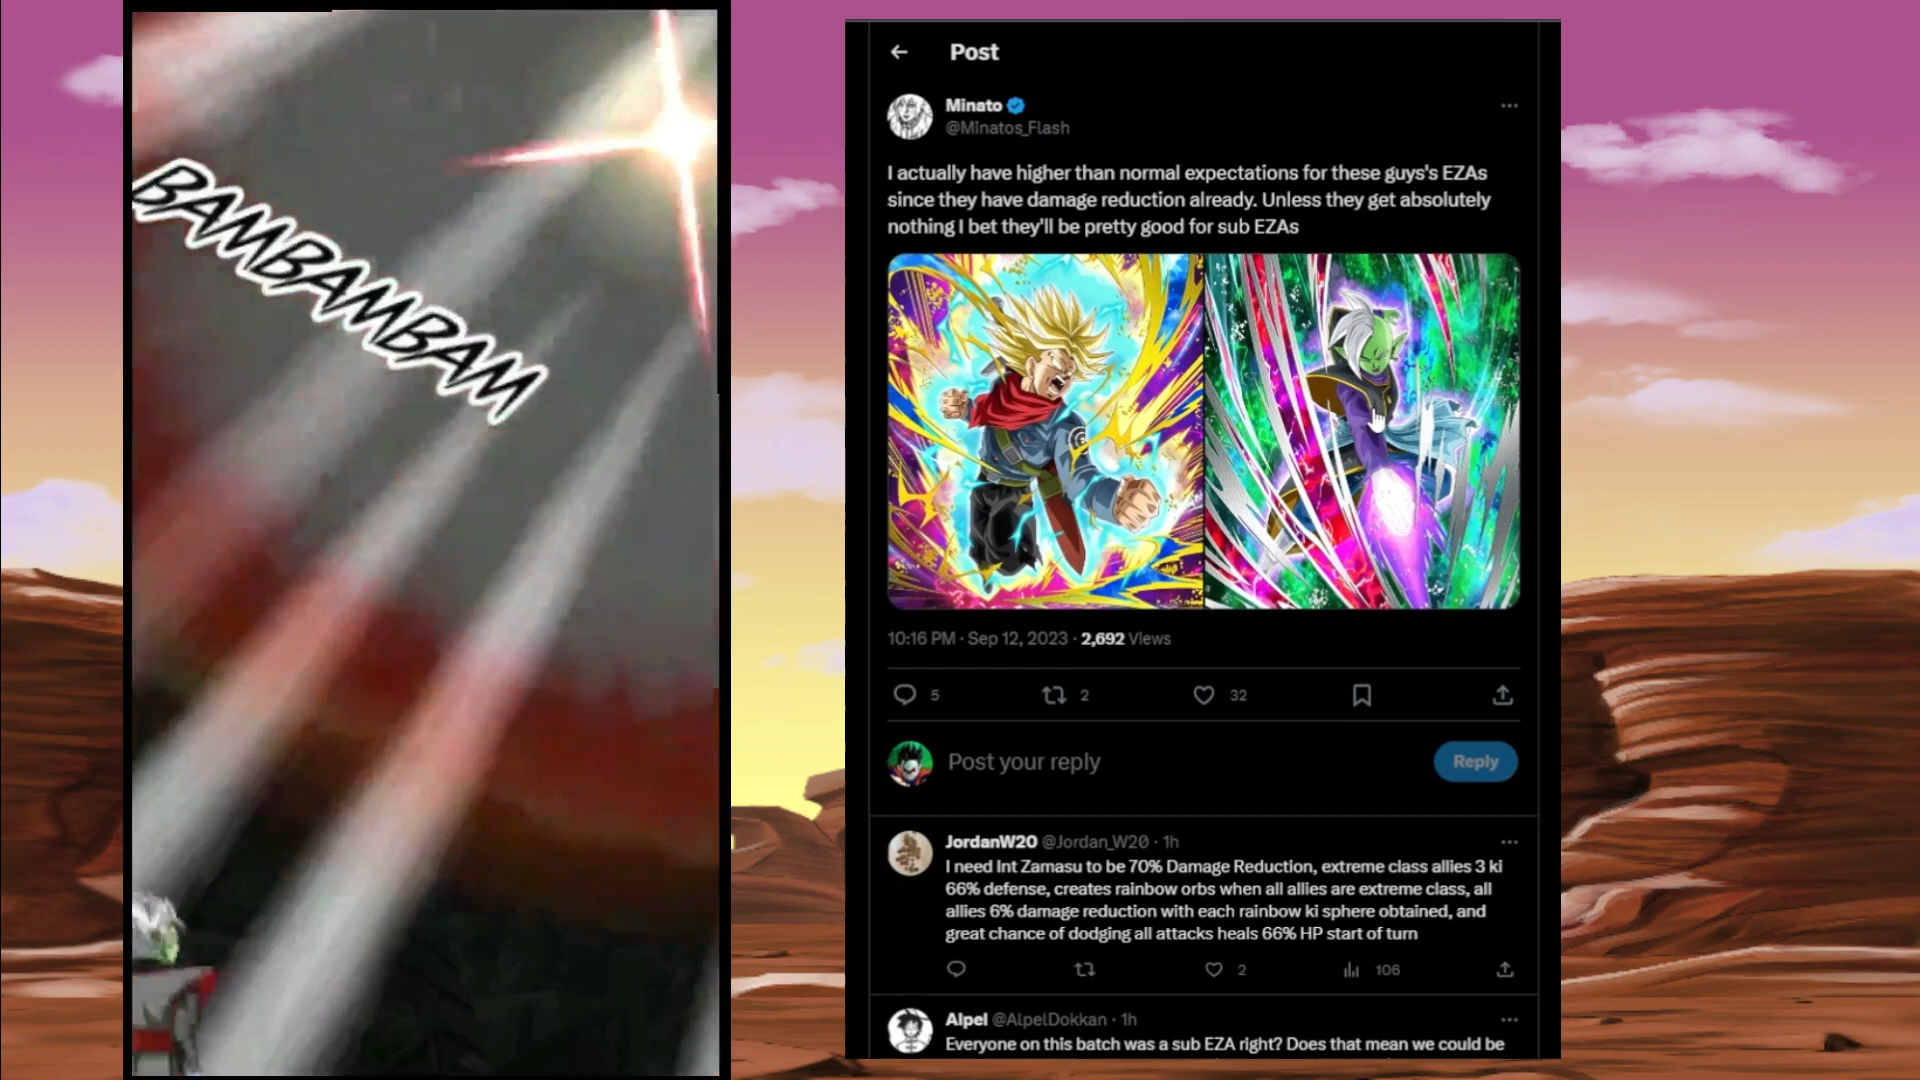 BAMBAMBAMBAM
Post
Minato
@Minatos_Flash
I actually have higher than normal expectations for these guys's EZAs
since they have damage reduction already. Unless they get absolutely
nothing I bet they'll be pretty good for sub EZAs
10:16 PM · Sep 12, 2023 · 2,692 Views
5 2 32
Post your reply
Reply
JordanW20 @Jordan_W20 · 1h
I need Int Zamasu to be 70% Damage Reduction, extreme class allies 3 ki
66% defense, creates rainbow orbs when all allies are extreme class, all
allies 6% damage reduction with each rainbow ki sphere obtained, and
great chance of dodging all attacks heals 66% HP start of turn
2 106
Alpel @AlpelDokkan · 1h
Everyone on this batch was a sub EZA right? Does that mean we could be